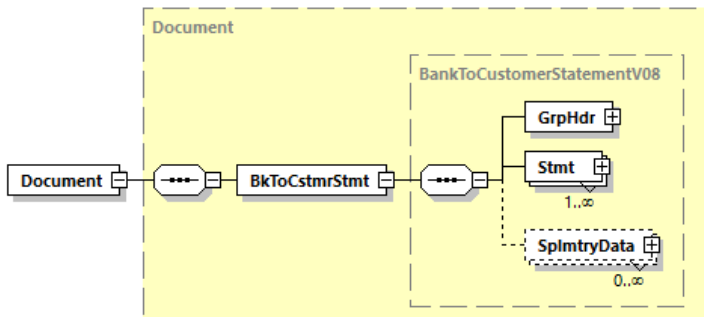 Document
BankToCustomerStatementV08
GrpHdr
Document
BkToCstmrStmt
Stmt
1..∞
SplmtryData
0..∞